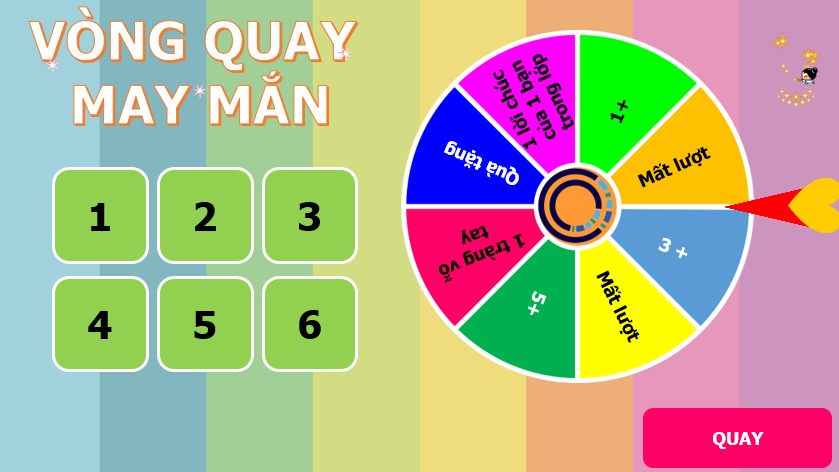 VÒNG QUAY
MAY MẮN
1
2
3
4
5
6
1 lời chúc
của 1 bạn
trong lớp
1+
Mất lượt
3 +
Mất lượt
5+
1 tràng vỗ
tay
Quà tặng
QUAY